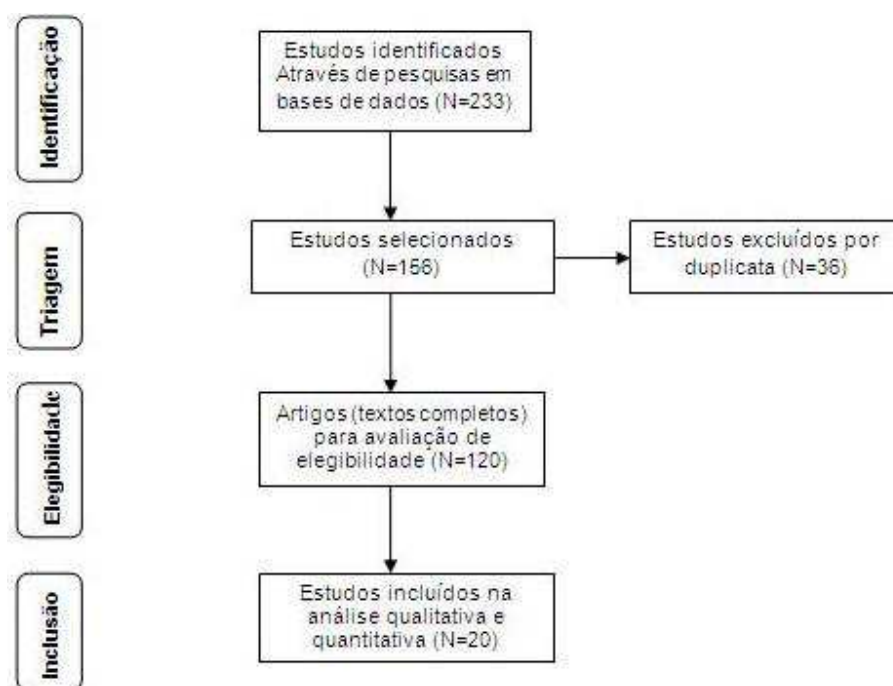 Identificação
Estudos identificados
Através de pesquisas em
bases de dados (N=233)
Triagem
Estudos selecionados
(N=156)
Estudos excluídos por
duplicata (N=36)
Elegibilidade
Artigos (textos completos)
para avaliação de
elegibilidade (N=120)
Inclusão
Estudos incluídos na
análise qualitativa e
quantitativa (N=20)